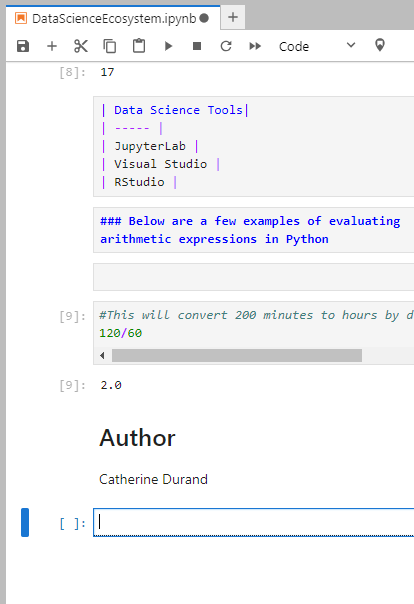 DataScienceEcosystem.ipynb
Code
[8]: 17
| Data Science Tools|
| ----- |
| JupyterLab |
| Visual Studio |
| RStudio |
### Below are a few examples of evaluating
arithmetic expressions in Python
[9]: #This will convert 200 minutes to hours by d
120/60
[9]: 2.0
Author
Catherine Durand
[ ]: